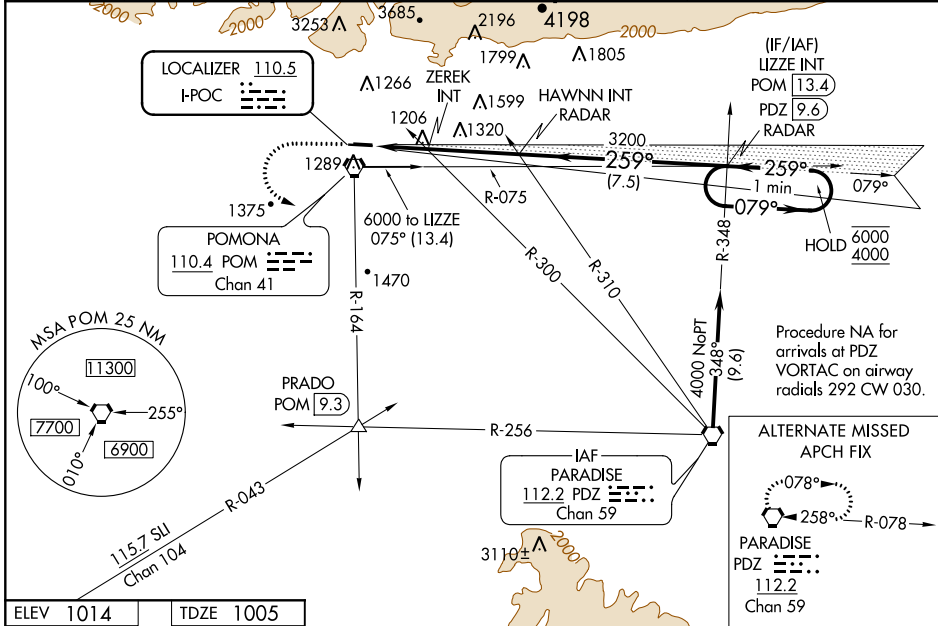 2000
3253
3685
2196
4198
2000
1799
1805
LOCALIZER 110.5
I-POC
1266
ZEREK
INT
1599
HAWNN INT
RADAR
(IF/IAF)
LIZZE INT
POM 13.4
PDZ 9.6
RADAR
1206
1320
3200
1289
259°
(7.5)
259°
1 min
079°
079°
R-075
1375
6000 to LIZZE
075° (13.4)
HOLD 6000
4000
POMONA
110.4 POM
Chan 41
1470
R-164
R-300
R-310
R-348
4000 NoPT
348°
(9.6)
Procedure NA for
arrivals at PDZ
VORTAC on airway
radials 292 CW 030.
MSA POM 25 NM
11300
100°
255°
7700
6900
010°
PRADO
POM 9.3
R-256
R-043
115.7 SLI
Chan 104
IAF
PARADISE
112.2 PDZ
Chan 59
ALTERNATE MISSED
APCH FIX
078°
258°
R-078
PARADISE
PDZ
112.2
Chan 59
3110±
2000
ELEV 1014
TDZE 1005